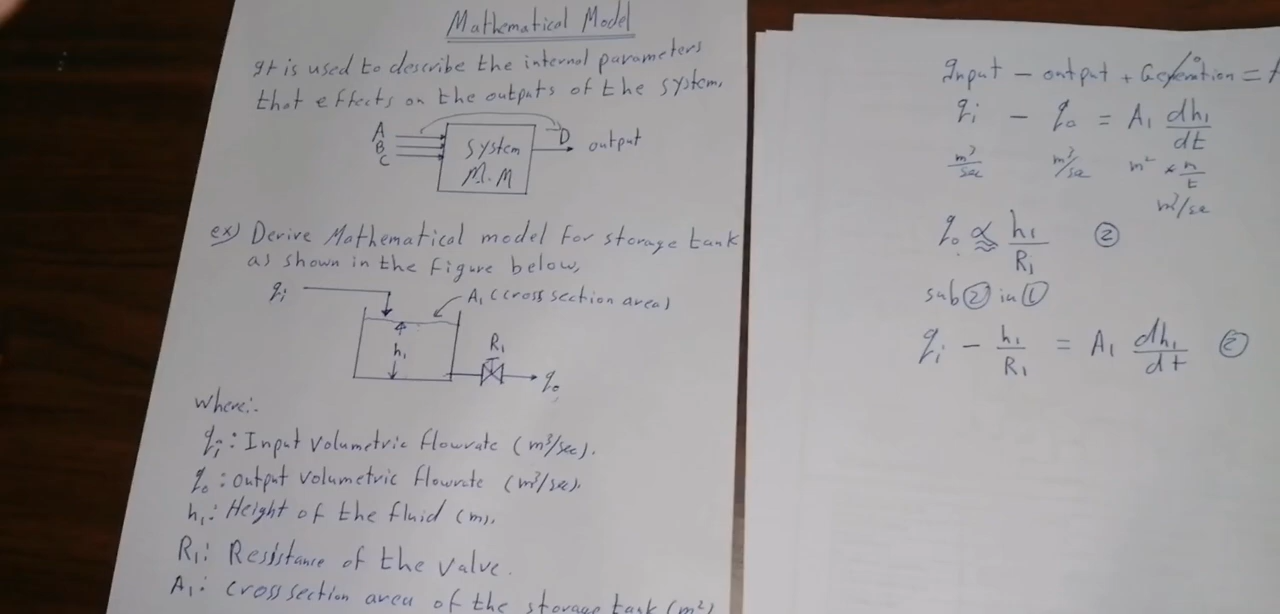 Mathematical Model
It is used to describe the internal parameters
that effects on the outputs of the system.
A
B
C
System
M.M
D
output
ex) Derive Mathematical model for storage tank
as shown in the figure below,
qi
A1 (cross section area)
h1
R1
qo
where:-
qi: Input volumetric flowrate (m³/sec).
qo: output volumetric flowrate (m³/sec).
h1: Height of the fluid (m).
R1: Resistance of the valve.
A1: cross section area of the storage tank (m²)
Input - output + Generation =
qi - qo = A1 dh1/dt
m³/sec m³/se m² * m/t
m³/se
qo ∝ h1/R1 ②
sub ② in ①
qi - h1/R1 = A1 dh1/dt ②